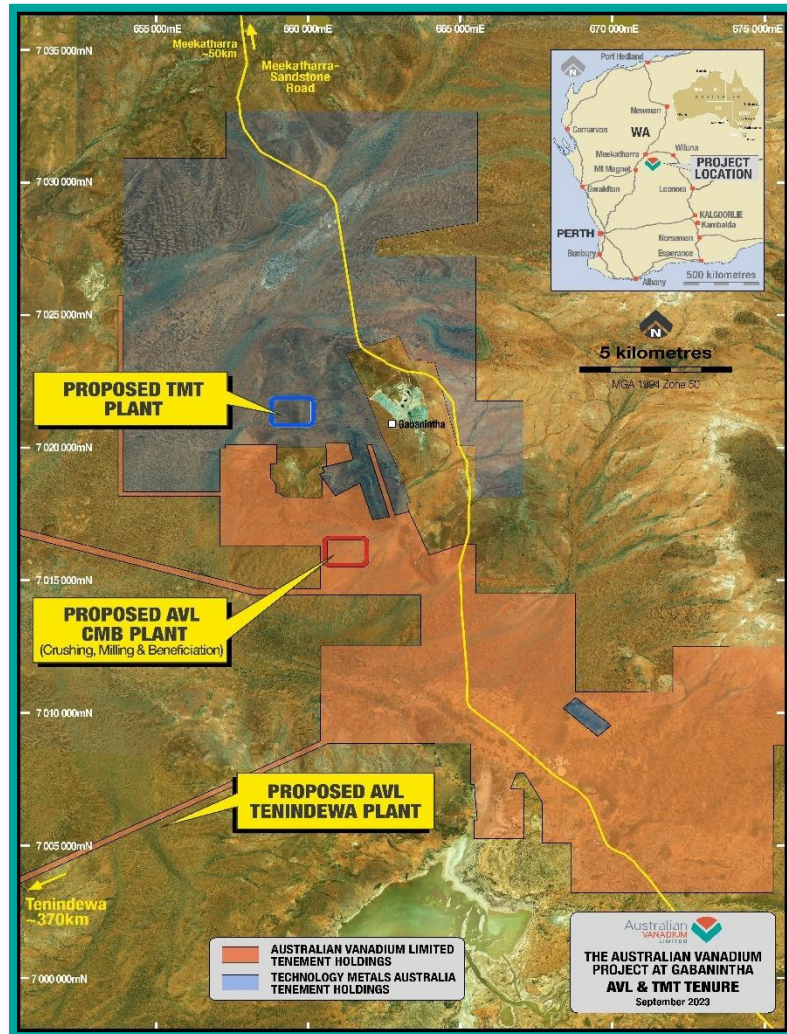 655 000mE
660 000mE
665 000mE
670 000mE
675 000mE
7 035 000mN
7 030 000mN
7 025 000mN
7 020 000mN
7 015 000mN
7 010 000mN
7 005 000mN
7 000 000mN
Meekatharra
~50km
Meekatharra-
Sandstone
Road
Port Hedland
Newman
Carnarvon
WA
Meekatharra
Wiluna
Mt Magnet
PROJECT
LOCATION
Geraldton
Leonora
KALGOORLIE
Kambalda
PERTH
Norseman
Bunbury
Esperance
Albany
500 kilometres
N
N
5 kilometres
MGA 1994 Zone 50
PROPOSED TMT
PLANT
Gabanintha
PROPOSED AVL
CMB PLANT
(Crushing, Milling & Beneficiation)
PROPOSED AVL
TENINDEWA PLANT
Tenindewa
~370km
AUSTRALIAN VANADIUM LIMITED
TENEMENT HOLDINGS
TECHNOLOGY METALS AUSTRALIA
TENEMENT HOLDINGS
Australian
VANADIUM
LIMITED
THE AUSTRALIAN VANADIUM
PROJECT AT GABANINTHA
AVL & TMT TENURE
September 2023